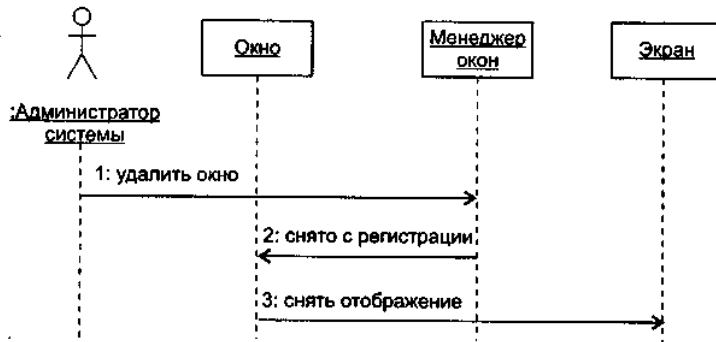 Окно
Менеджер
окон
Экран
:Администратор
системы
1: удалить окно
2: снято с регистрации
3: снять отображение